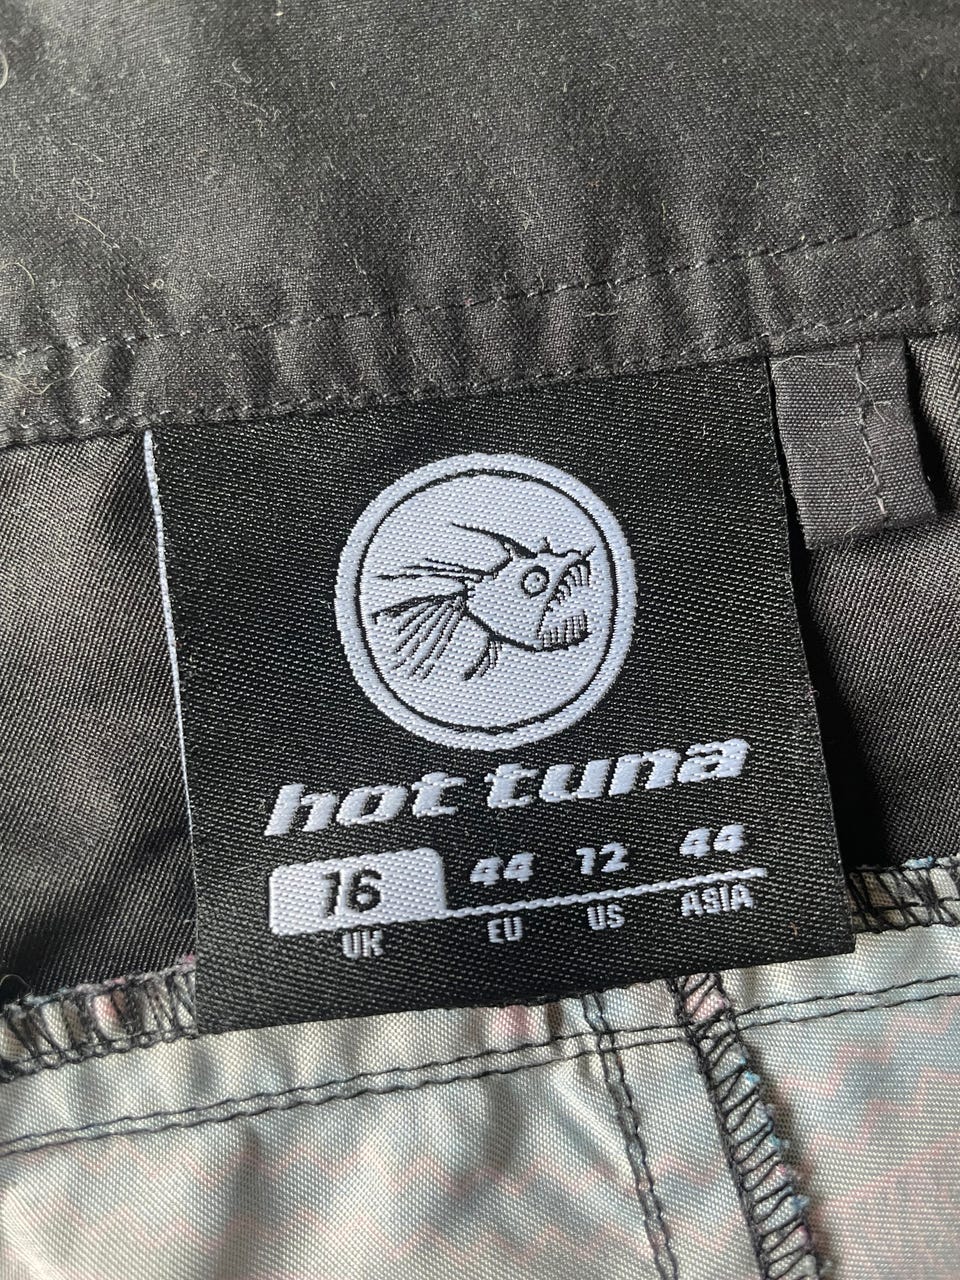 hot tuna
16 44 12 44
UK EU US ASIA